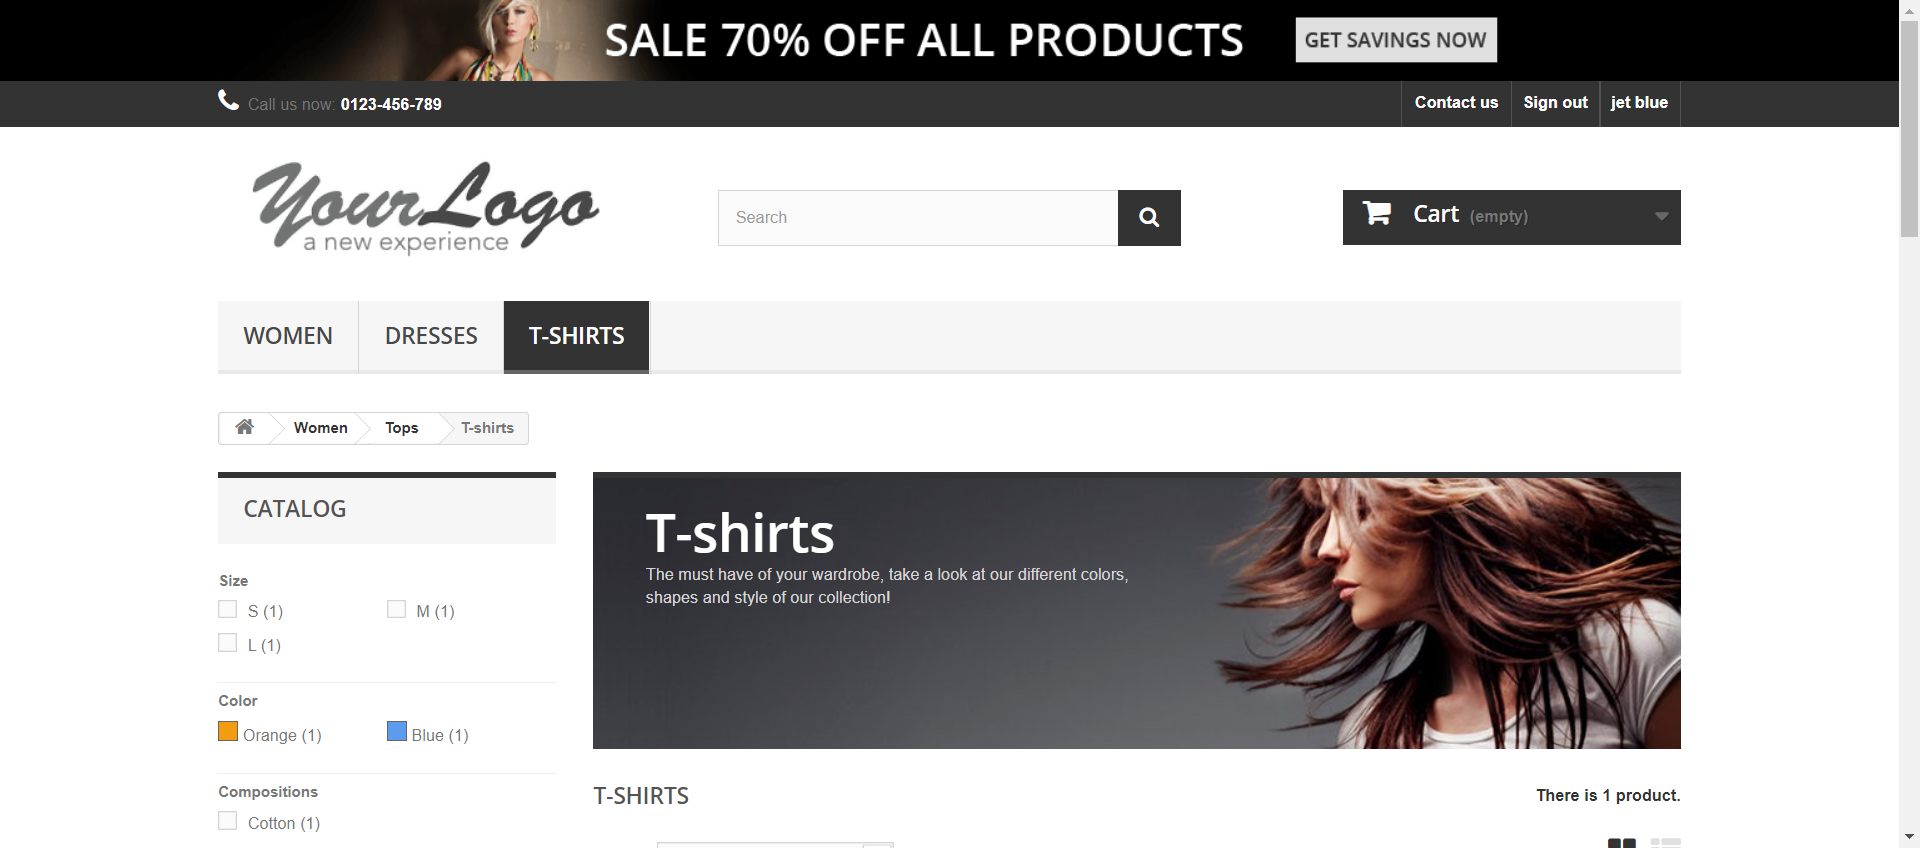 SALE 70% OFF ALL PRODUCTS GET SAVINGS NOW
Call us now: 0123-456-789 Contact us Sign out jet blue
YourLogo
a new experience
Search
Cart (empty)
WOMEN DRESSES T-SHIRTS
Women Tops T-shirts
CATALOG
Size
S (1) M (1)
L (1)
Color
Orange (1) Blue (1)
Compositions
Cotton (1)
T-shirts
The must have of your wardrobe, take a look at our different colors,
shapes and style of our collection!
T-SHIRTS There is 1 product.